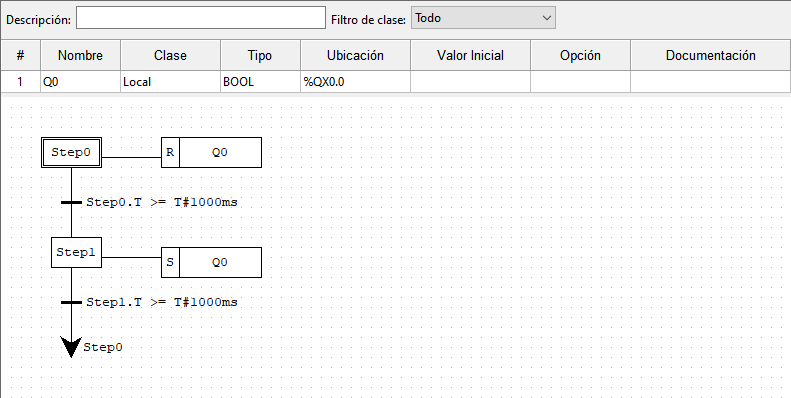 Descripción: Filtro de clase: Todo
# Nombre Clase Tipo Ubicación Valor Inicial Opción Documentación
1 Q0 Local BOOL %QX0.0
Step0 R Q0
Step0.T >= T#1000ms
Step1 S Q0
Step1.T >= T#1000ms
Step0